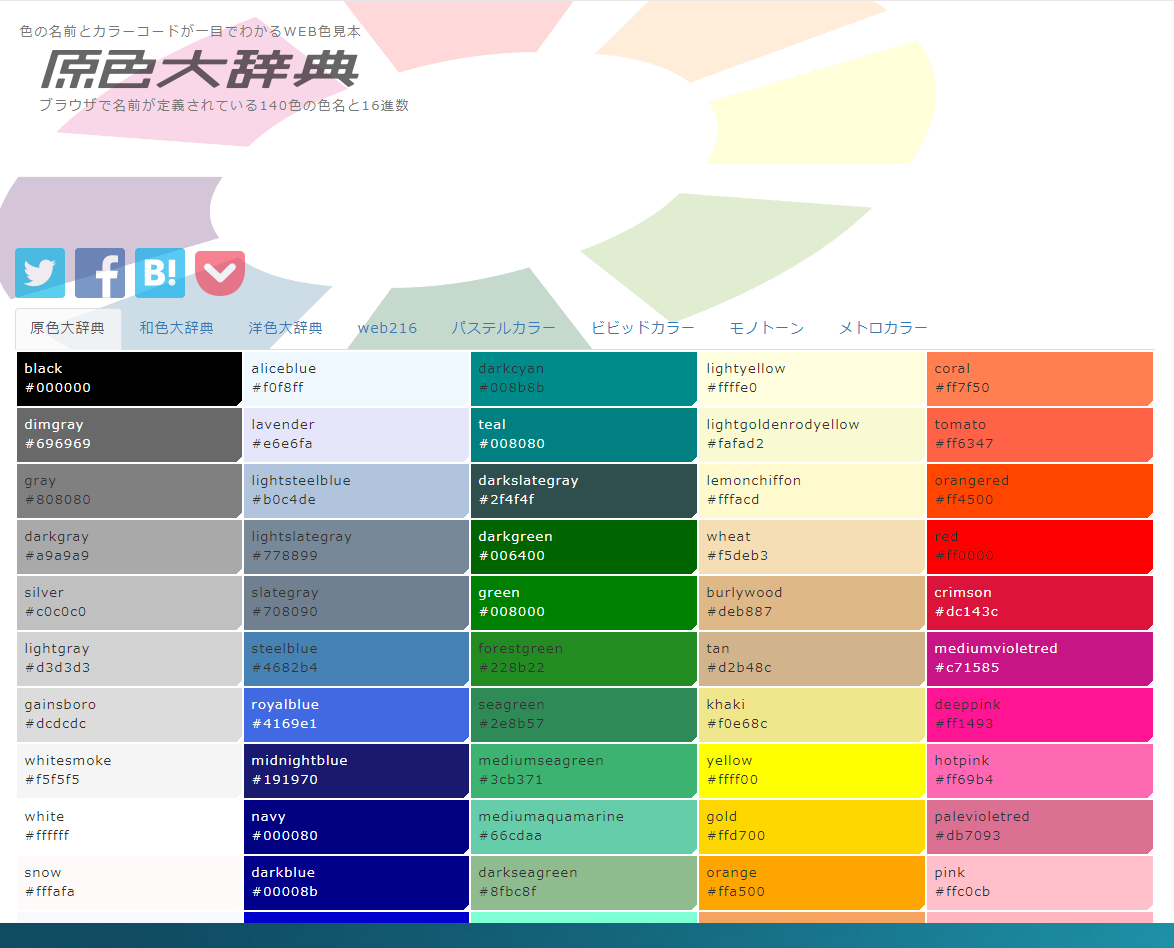 色の名前とカラーコードが一目でわかるWEB色見本
原色大辞典
ブラウザで名前が定義されている140色の色名と16進数
B!
原色大辞典 和色大辞典 洋色大辞典 web216 パステルカラー ビビッドカラー モノトーン メトロカラー
black aliceblue darkcyan lightyellow coral
#000000 #f0f8ff #008b8b #ffffe0 #ff7f50
dimgray lavender teal lightgoldenrodyellow tomato
#696969 #e6e6fa #008080 #fafad2 #ff6347
gray lightsteelblue darkslategray lemonchiffon orangered
#808080 #b0c4de #2f4f4f #fffacd #ff4500
darkgray lightslategray darkgreen wheat red
#a9a9a9 #778899 #006400 #f5deb3 #ff0000
silver slategray green burlywood crimson
#c0c0c0 #708090 #008000 #deb887 #dc143c
lightgray steelblue forestgreen tan mediumvioletred
#d3d3d3 #4682b4 #228b22 #d2b48c #c71585
gainsboro royalblue seagreen khaki deeppink
#dcdcdc #4169e1 #2e8b57 #f0e68c #ff1493
whitesmoke midnightblue mediumseagreen yellow hotpink
#f5f5f5 #191970 #3cb371 #ffff00 #ff69b4
white navy mediumaquamarine gold palevioletred
#ffffff #000080 #66cdaa #ffd700 #db7093
snow darkblue darkseagreen orange pink
#fffafa #00008b #8fbc8f #ffa500 #ffc0cb